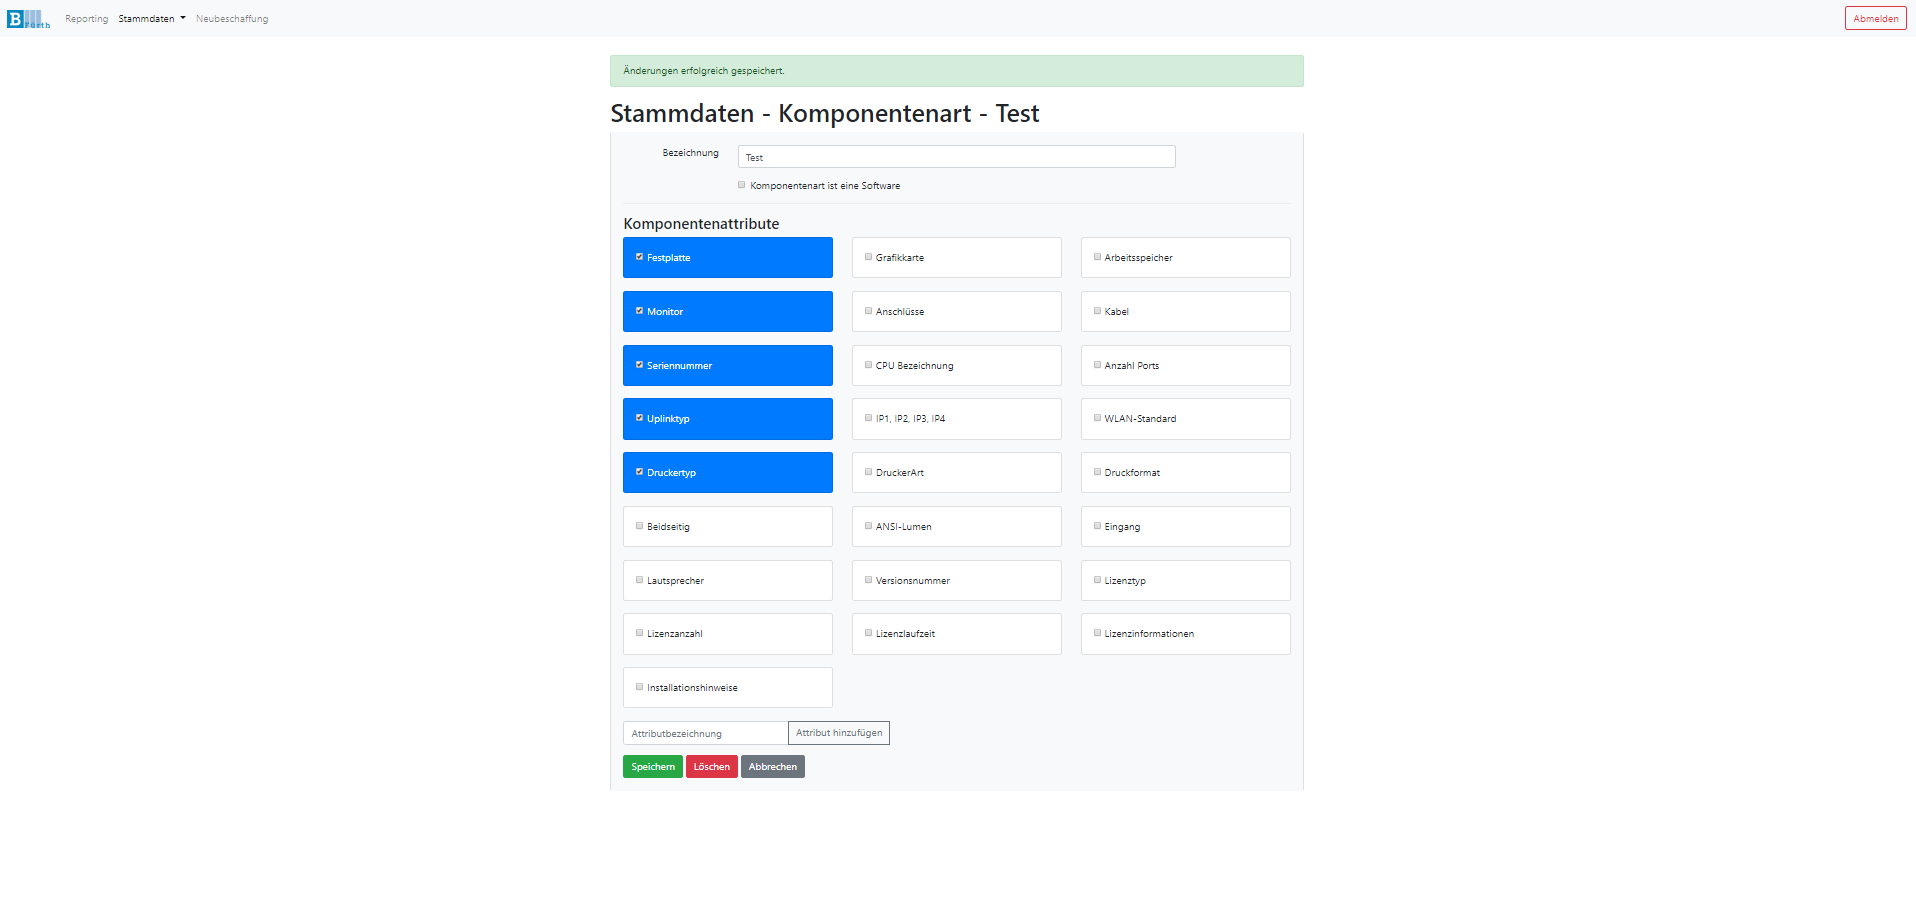 B Fürth Reporting Stammdaten Neubeschaffung Abmelden
Änderungen erfolgreich gespeichert.
Stammdaten - Komponentenart - Test
Bezeichnung Test
Komponentenart ist eine Software
Komponentenattribute
Festplatte Grafikkarte Arbeitsspeicher
Monitor Anschlüsse Kabel
Seriennummer CPU Bezeichnung Anzahl Ports
Uplinktyp IP1, IP2, IP3, IP4 WLAN-Standard
Druckertyp DruckerArt Druckformat
Beidseitig ANSI-Lumen Eingang
Lautsprecher Versionsnummer Lizenztyp
Lizenzanzahl Lizenzlaufzeit Lizenzinformationen
Installationshinweise
Attributbezeichnung Attribut hinzufügen
Speichern Löschen Abbrechen